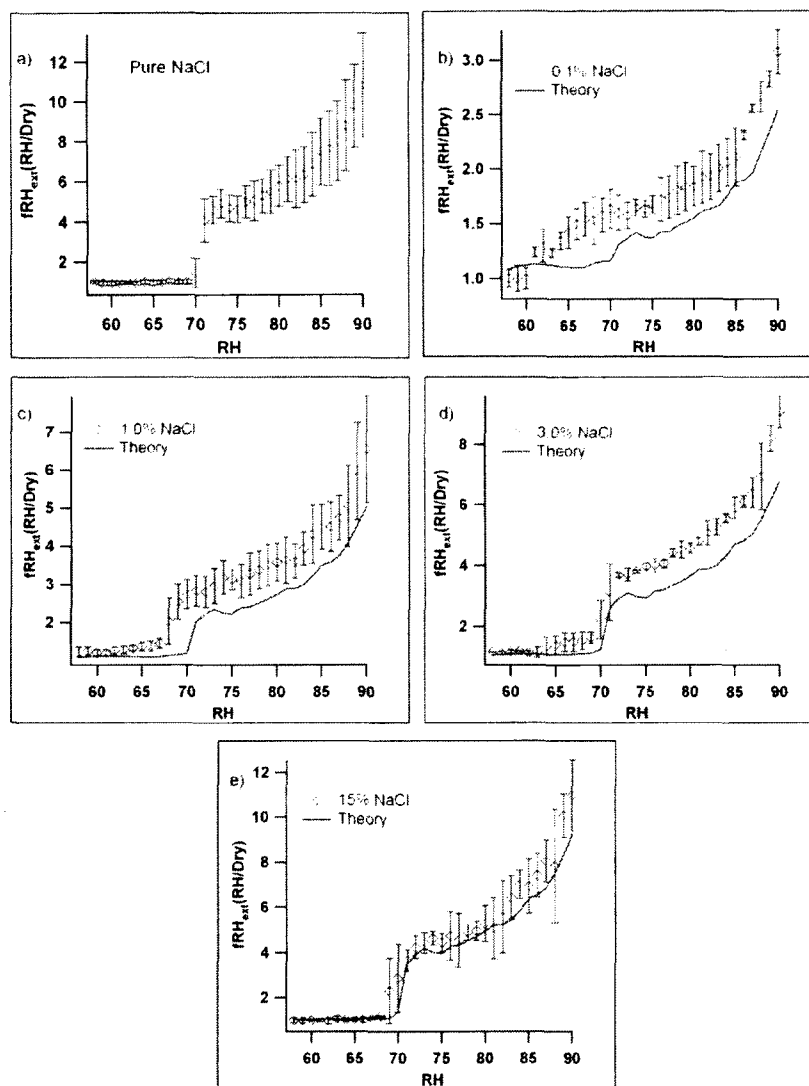 a)
Pure NaCl
fRH_ext(RH/Dry)
12
10
8
6
4
2
60 65 70 75 80 85 90
RH
b)
0.1% NaCl
Theory
fRH_ext(RH/Dry)
3.0
2.5
2.0
1.5
1.0
60 65 70 75 80 85 90
RH
c)
1.0% NaCl
Theory
fRH_ext(RH/Dry)
7
6
5
4
3
2
60 65 70 75 80 85 90
RH
d)
3.0% NaCl
Theory
fRH_ext(RH/Dry)
8
6
4
2
60 65 70 75 80 85 90
RH
e)
15% NaCl
Theory
fRH_ext(RH/Dry)
12
10
8
6
4
2
60 65 70 75 80 85 90
RH